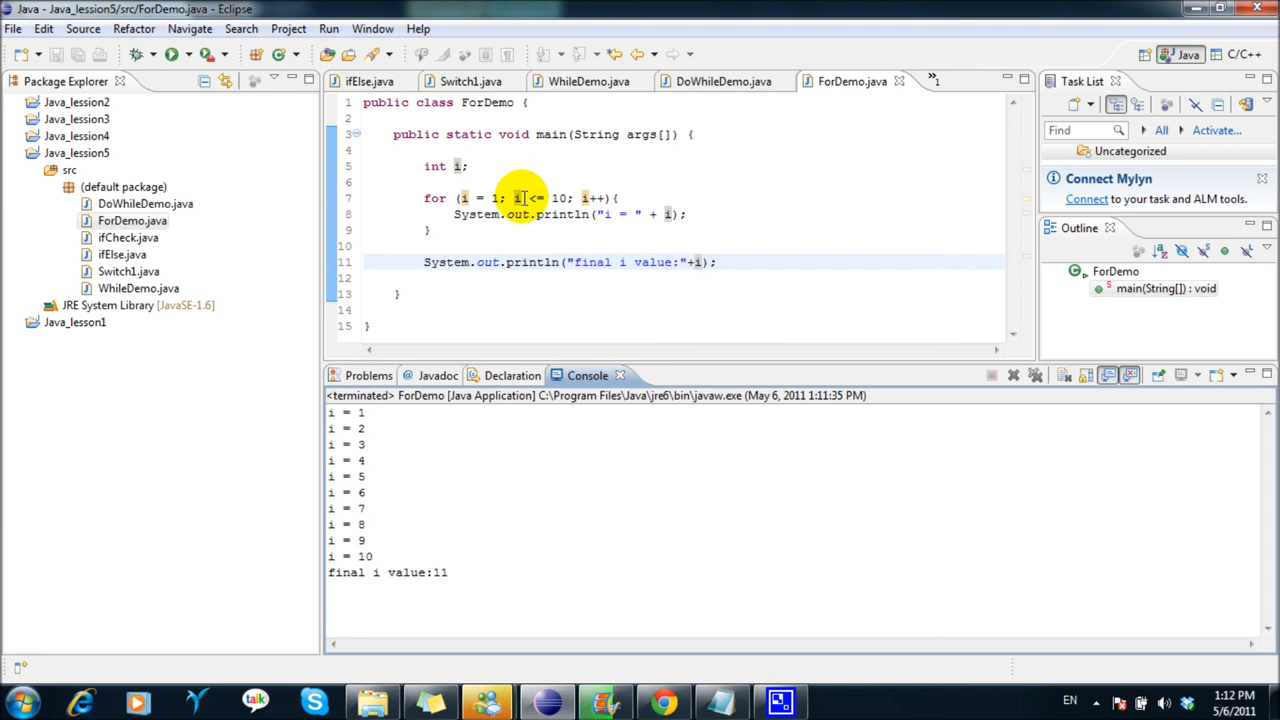 Java - Java_lession5/src/ForDemo.java - Eclipse
File Edit Source Refactor Navigate Search Project Run Window Help
Java C/C++
Package Explorer
Java_lession2
Java_lession3
Java_lession4
Java_lession5
src
(default package)
DoWhileDemo.java
ForDemo.java
ifCheck.java
ifElse.java
Switch1.java
WhileDemo.java
JRE System Library [JavaSE-1.6]
Java_lesson1
ifElse.java Switch1.java WhileDemo.java DoWhileDemo.java ForDemo.java »1
1 public class ForDemo {
2
3 public static void main(String args[]) {
4
5 int i;
6
7 for (i = 1; i <= 10; i++){
8 System.out.println("i = " + i);
9 }
10
11 System.out.println("final i value:"+i);
12
13 }
14
15 }
Task List
Find All Activate...
Uncategorized
Connect Mylyn
Connect to your task and ALM tools.
Outline
ForDemo
main(String[]) : void
Problems @ Javadoc Declaration Console
<terminated> ForDemo [Java Application] C:\Program Files\Java\jre6\bin\javaw.exe (May 6, 2011 1:11:35 PM)
i = 1
i = 2
i = 3
i = 4
i = 5
i = 6
i = 7
i = 8
i = 9
i = 10
final i value:11
talk
EN
1:12 PM
5/6/2011